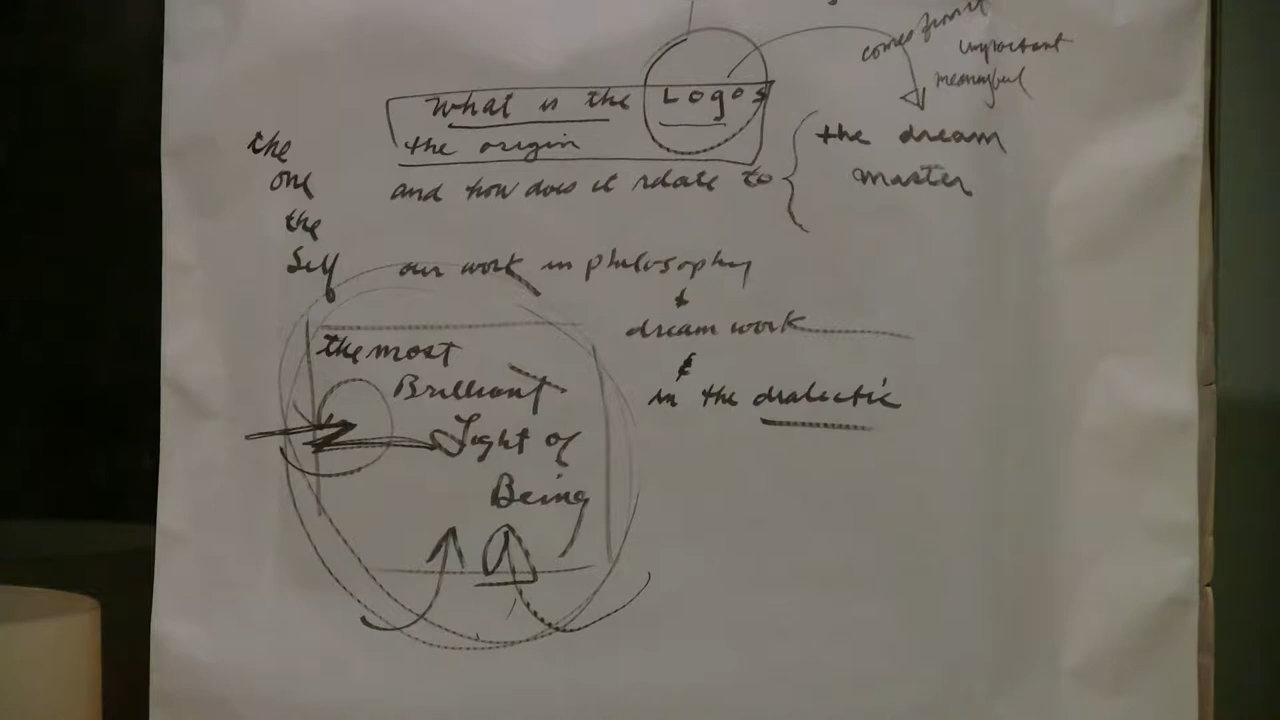 comes from
important
meaningful
What is the Logos
the origin
and how does it relate to
the dream
master
the
one
the
Self
our work in philosophy
&
dream work
&
in the dialectic
the most
Brilliant
Light of
Being